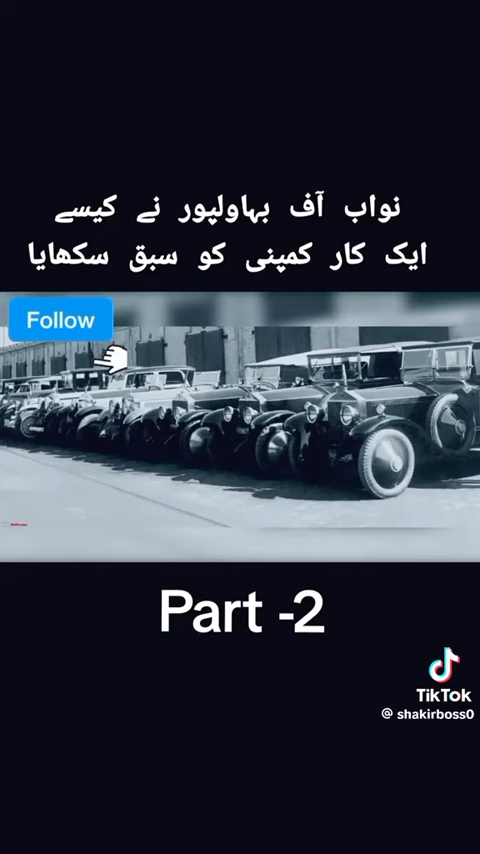 نواب آف بہاولپور نے کیسے
ایک کار کمپنی کو سبق سکھایا
Follow
Part -2
TikTok
@ shakirboss0